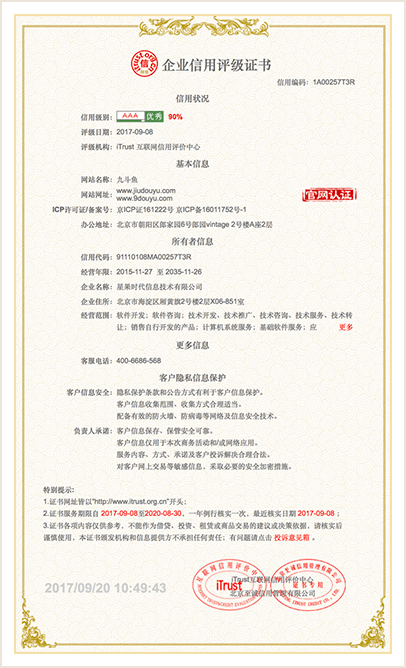 itrust.org.cn
信
企业信用评级证书
信用编码：1A00257T3R
信用状况
信用级别： AAA 优秀 90%
评级日期：2017-09-08
评级机构：iTrust 互联网信用评价中心
基本信息
网站名称：九斗鱼
网站网址：www.jiudouyu.com
www.9douyu.com
官网认证
ICP许可证/备案号：京ICP证161222号 京ICP备16011752号-1
办公地址：北京市朝阳区郎家园6号郎园vintage 2号楼A座2层
所有者信息
信用代码：91110108MA00257T3R
经营年限：2015-11-27 至 2035-11-26
企业名称：星果时代信息技术有限公司
企业住所：北京市海淀区厢黄旗2号楼2层X06-851室
经营范围：软件开发；软件咨询；技术开发、技术推广、技术咨询、技术服务、技术转
让；销售自行开发的产品；计算机系统服务；基础软件服务；应 更多
更多信息
客服电话：400-6686-568
客户隐私信息保护
客户信息安全：隐私保护条款和公告方式有利于客户信息保护。
客户信息收集范围、收集方式合理适当。
配备有效的防火墙、防病毒等网络及信息安全技术。
负责人承诺：客户信息保存、保管安全可靠。
客户信息仅用于本次商务活动和/或网络应用。
服务内容、方式、承诺及客户投诉解决合理合法。
对客户网上交易等敏感信息，采取必要的安全加密措施。
特别提示：
1.证书网址皆以"http://www.itrust.org.cn"开头；
2.证书服务期限自 2017-09-08至2020-08-30，一年例行核实一次，最近核实日期 2017-09-08；
3.证书各项内容仅供参考，不能作为借贷、投资、租赁或商品交易的建议或决策依据，请核实后
谨慎使用，本证书颁发机构和信息提供方不承担任何责任；有问题请点击 投诉意见箱 。
2017/09/20 10:49:43
互联网信用评价中心
iTrust
iTrust互联网信用评价中心
北京至诚信用管理有限公司
证书专用